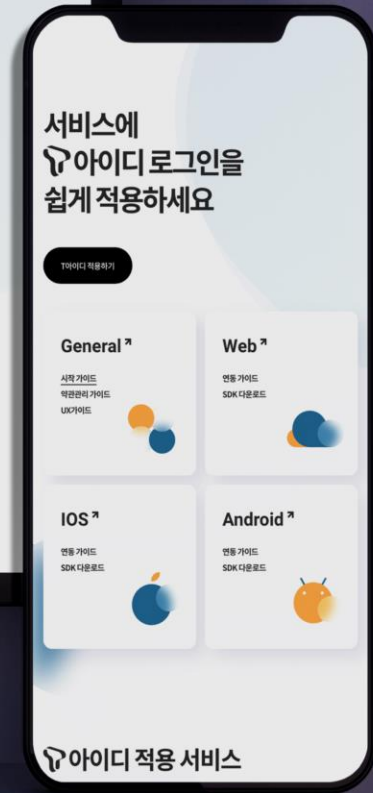 서비스에
T아이디 로그인을
쉽게 적용하세요
T아이디 적용하기
General
시작 가이드
약관관리 가이드
UX가이드
Web
연동 가이드
SDK 다운로드
IOS
연동 가이드
SDK 다운로드
Android
연동 가이드
SDK 다운로드
T아이디 적용 서비스